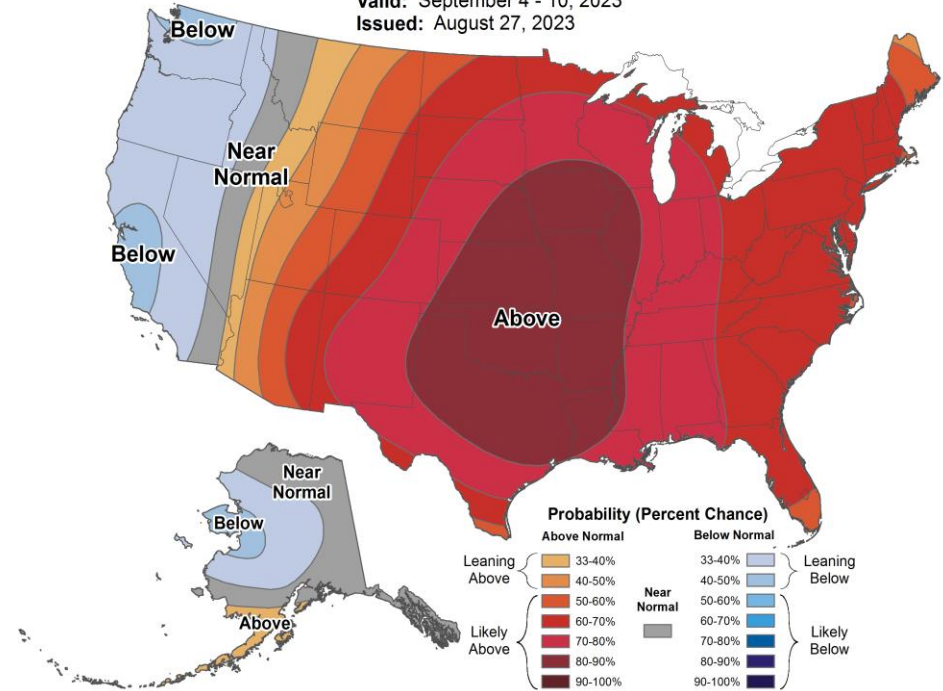 Valid: September 4 - 10, 2023
Issued: August 27, 2023
Below
Near
Normal
Below
Above
Near
Normal
Below
Above
Probability (Percent Chance)
Above Normal
Below Normal
Leaning
Above
33-40%
40-50%
Likely
Above
50-60%
60-70%
70-80%
80-90%
90-100%
Near
Normal
33-40%
40-50%
Leaning
Below
50-60%
60-70%
70-80%
80-90%
90-100%
Likely
Below